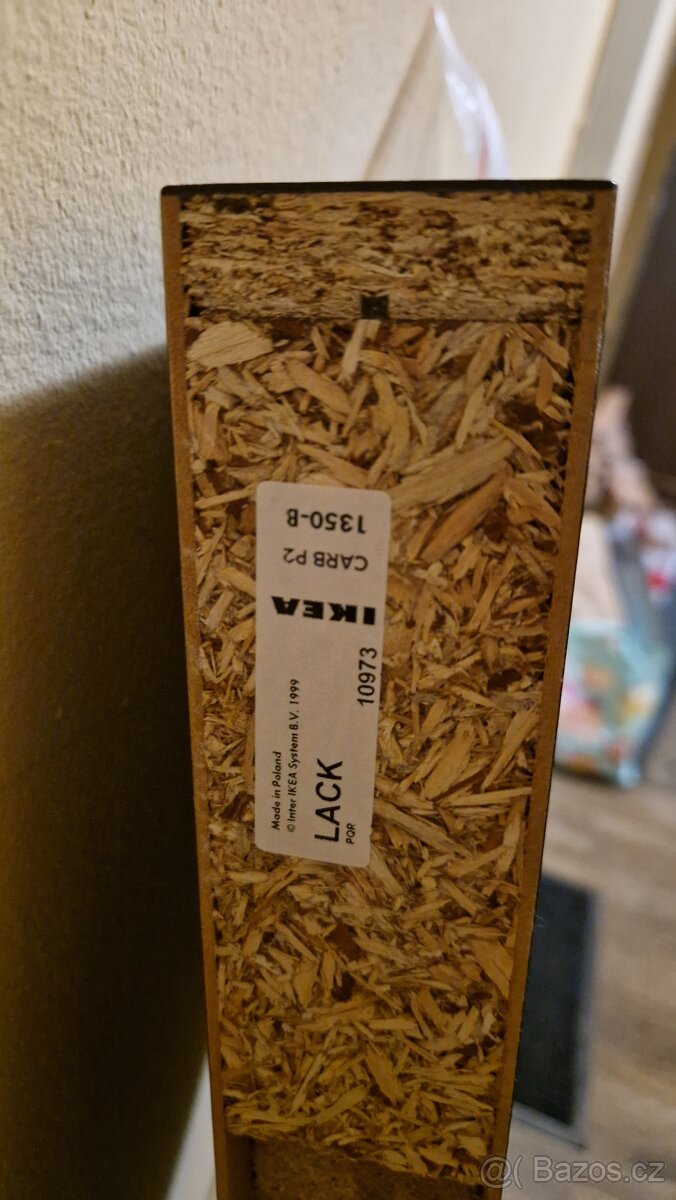 Made in Poland
© Inter IKEA System B.V. 1999
LACK
PQR
10973
IKEA
CARB P2
1350-B
@( Bazos.cz